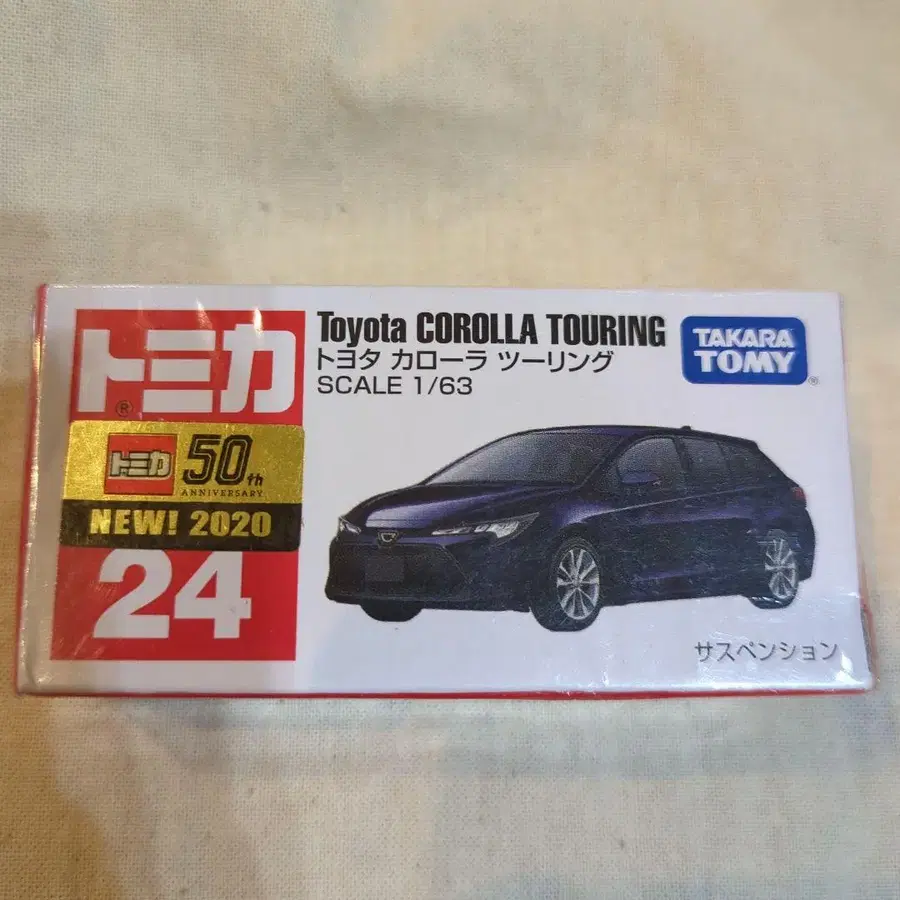 トミカ®
トミカ 50th
ANNIVERSARY
NEW! 2020
24
Toyota COROLLA TOURING
トヨタ カローラ ツーリング
SCALE 1/63
TAKARA
TOMY®
サスペンション